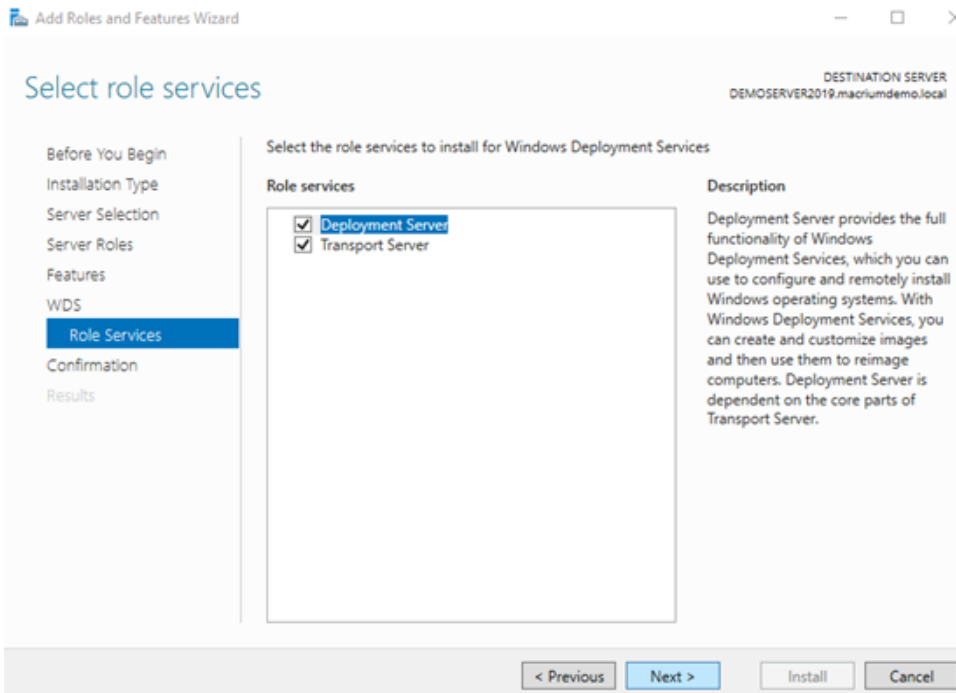 Add Roles and Features Wizard
Select role services
DESTINATION SERVER
DEMOSERVER2019.macriumdemo.local
Before You Begin
Installation Type
Server Selection
Server Roles
Features
WDS
Role Services
Confirmation
Results
Select the role services to install for Windows Deployment Services
Role services
Deployment Server
Transport Server
Description
Deployment Server provides the full
functionality of Windows
Deployment Services, which you can
use to configure and remotely install
Windows operating systems. With
Windows Deployment Services, you
can create and customize images
and then use them to reimage
computers. Deployment Server is
dependent on the core parts of
Transport Server.
< Previous
Next >
Install
Cancel